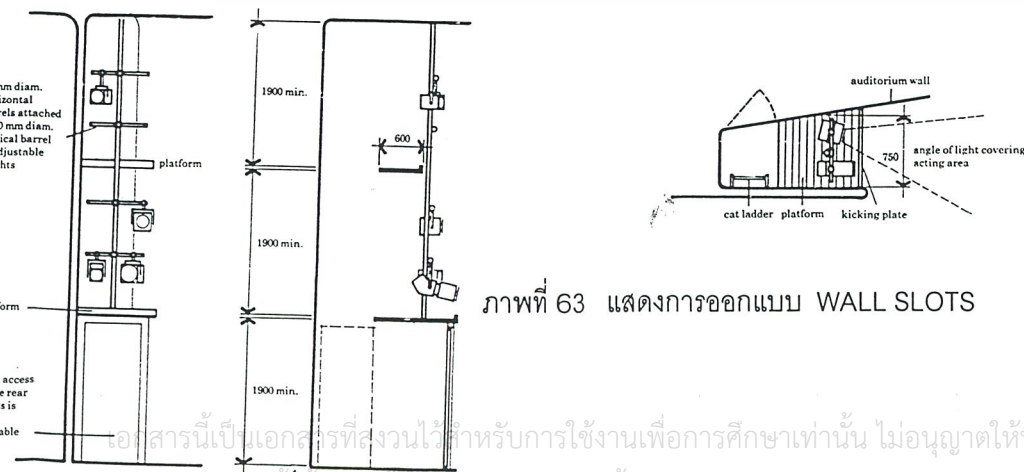 mm diam.
izontal
rels attached
0 mm diam.
ical barrel
djustable
hts
platform
form
access
e rear
s is
able
1900 min.
600
1900 min.
1900 min.
auditorium wall
750
angle of light covering
acting area
cat ladder platform kicking plate
ภาพที่ 63 แสดงการออกแบบ WALL SLOTS
เอกสารนี้เป็นเอกสารที่สงวนไว้สำหรับการใช้งานเพื่อการศึกษาเท่านั้น ไม่อนุญาตให้